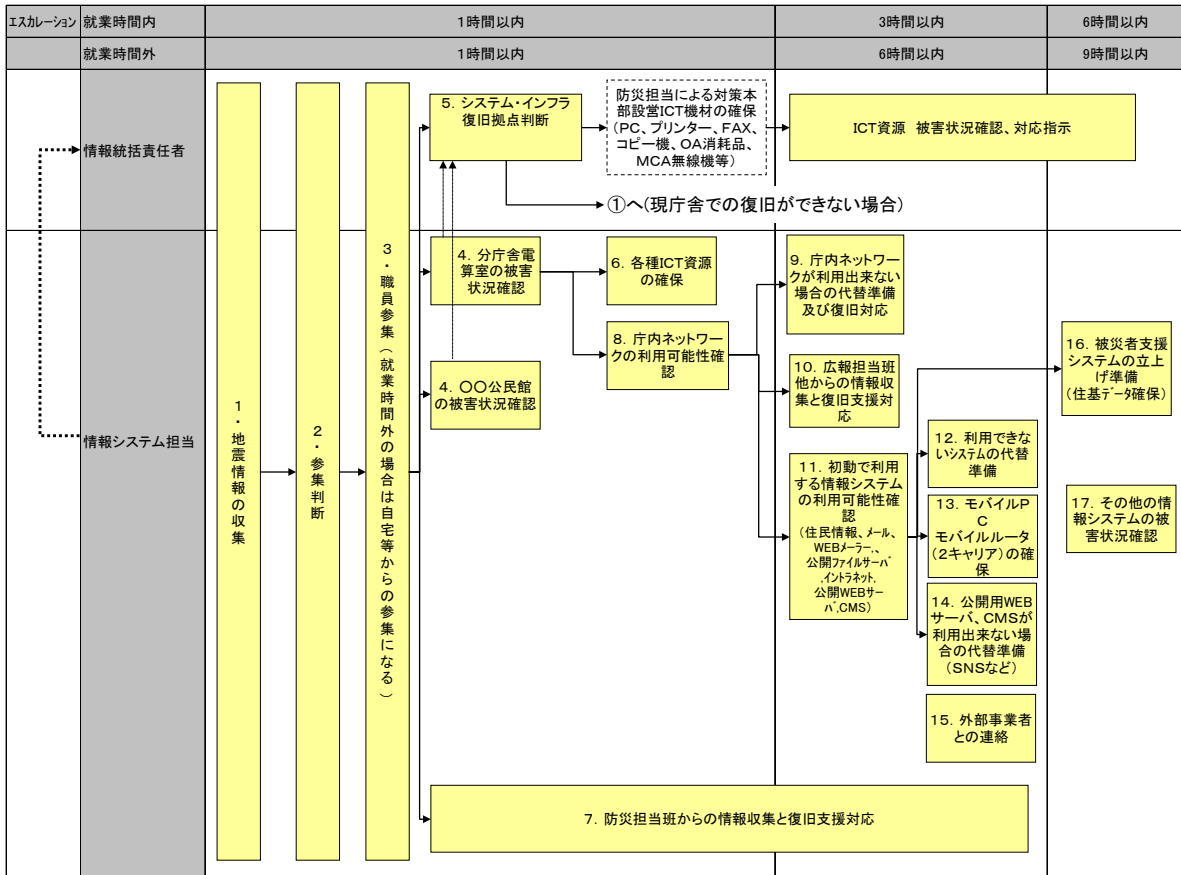 エスカレーション
就業時間内
1時間以内
3時間以内
6時間以内
就業時間外
1時間以内
6時間以内
9時間以内
情報統括責任者
5．システム・インフラ
復旧拠点判断
防災担当による対策本
部設営ICT機材の確保
（PC、プリンター、FAX、
コピー機、OA消耗品、
MCA無線機等）
ICT資源 被害状況確認、対応指示
①へ（現庁舎での復旧ができない場合）
情報システム担当
1．地震情報の収集
2．参集判断
3．職員参集（就業時間外の場合は自宅等からの参集になる）
4．分庁舎電
算室の被害
状況確認
6．各種ICT資源
の確保
4．〇〇公民館
の被害状況確認
8．庁内ネットワー
クの利用可能性確
認
9．庁内ネットワー
クが利用出来ない
場合の代替準備
及び復旧対応
10．広報担当班
他からの情報収
集と復旧支援対
応
11．初動で利用
する情報システム
の利用可能性確
認
（住民情報、メール、
WEBメーラー,、
公開ファイルサーバ
,イントラネット,
公開WEBサー
バ,CMS）
12．利用できな
いシステムの代替
準備
13．モバイルP
C
モバイルルータ
（2キャリア）の確
保
14．公開用WEB
サーバ、CMSが
利用出来ない場
合の代替準備
（SNSなど）
15．外部事業者
との連絡
16．被災者支援
システムの立上
げ準備
（住基データ確保）
17．その他の情
報システムの被
害状況確認
7．防災担当班からの情報収集と復旧支援対応